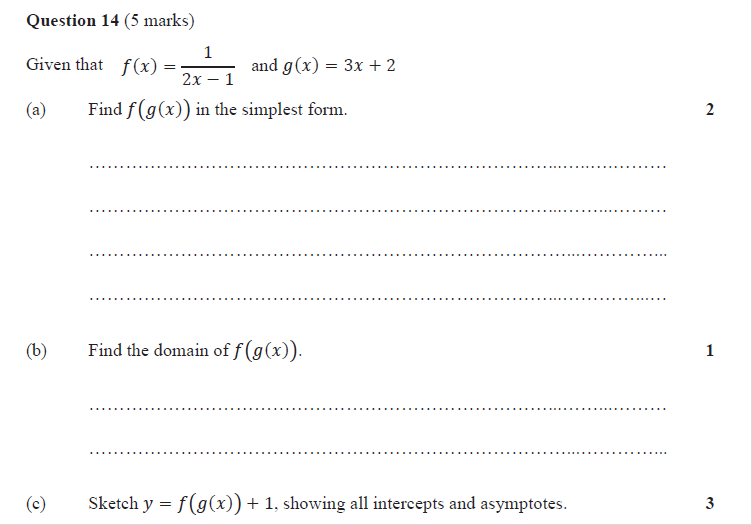 Question 14 (5 marks)
Given that f(x) = 1/(2x − 1) and g(x) = 3x + 2
(a) Find f(g(x)) in the simplest form. 2
(b) Find the domain of f(g(x)). 1
(c) Sketch y = f(g(x)) + 1, showing all intercepts and asymptotes. 3